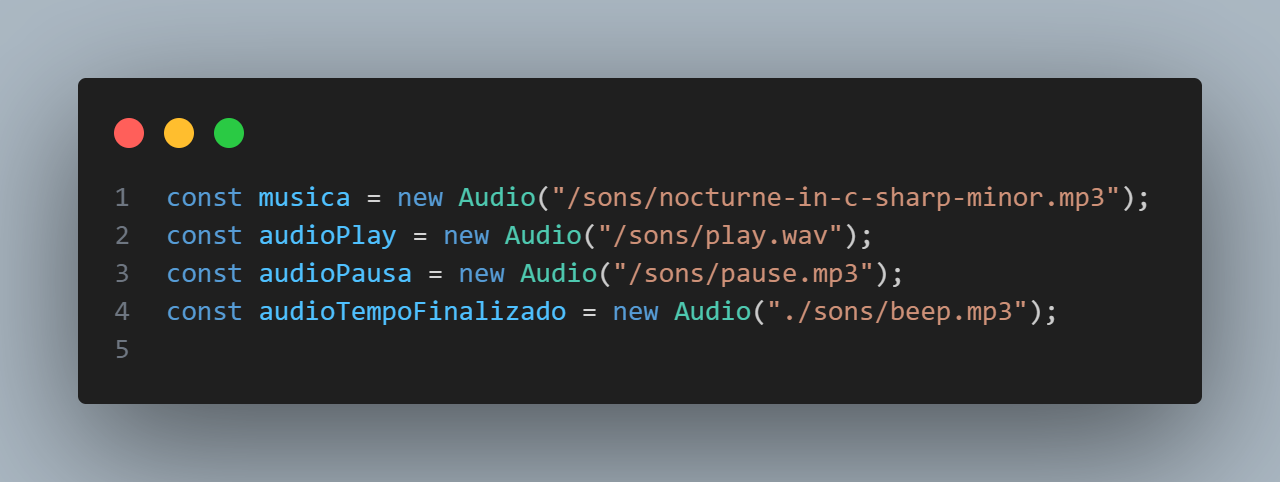 1 const musica = new Audio("/sons/nocturne-in-c-sharp-minor.mp3");
2 const audioPlay = new Audio("/sons/play.wav");
3 const audioPausa = new Audio("/sons/pause.mp3");
4 const audioTempoFinalizado = new Audio("./sons/beep.mp3");
5